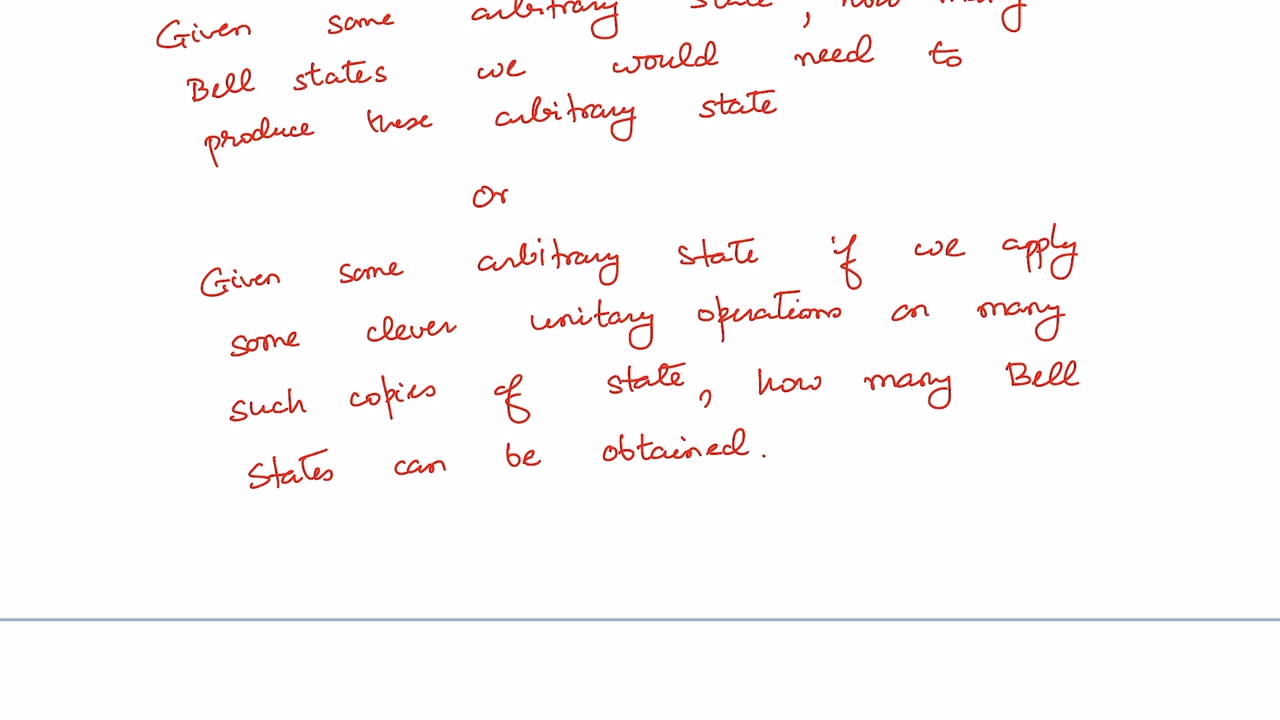 Given some arbitrary state, how many
Bell states we would need to
produce these arbitrary state
Or
Given some arbitrary state if we apply
some clever unitary operations on many
such copies of state, how many Bell
States can be obtained.